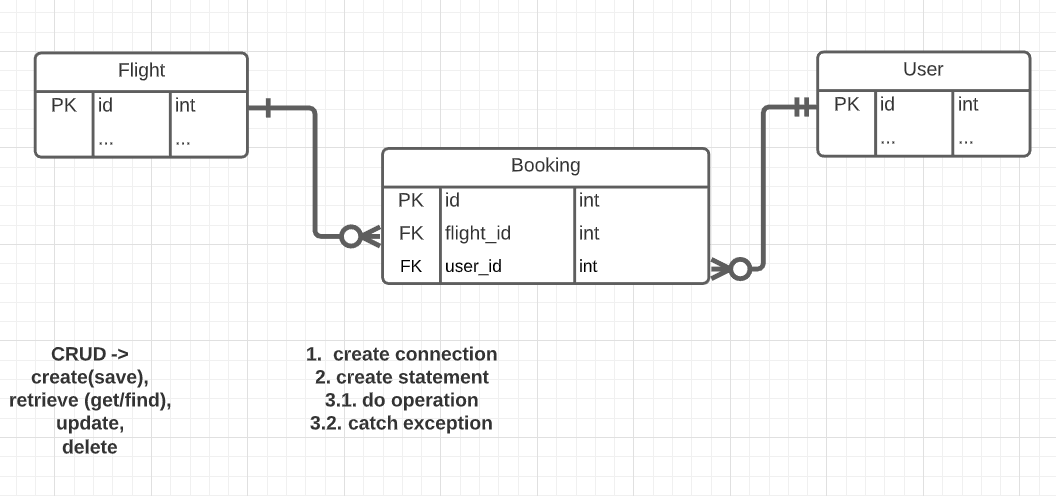 Flight
PK id int
... ...
User
PK id int
... ...
Booking
PK id int
FK flight_id int
FK user_id int
CRUD ->
create(save),
retrieve (get/find),
update,
delete
1. create connection
2. create statement
3.1. do operation
3.2. catch exception